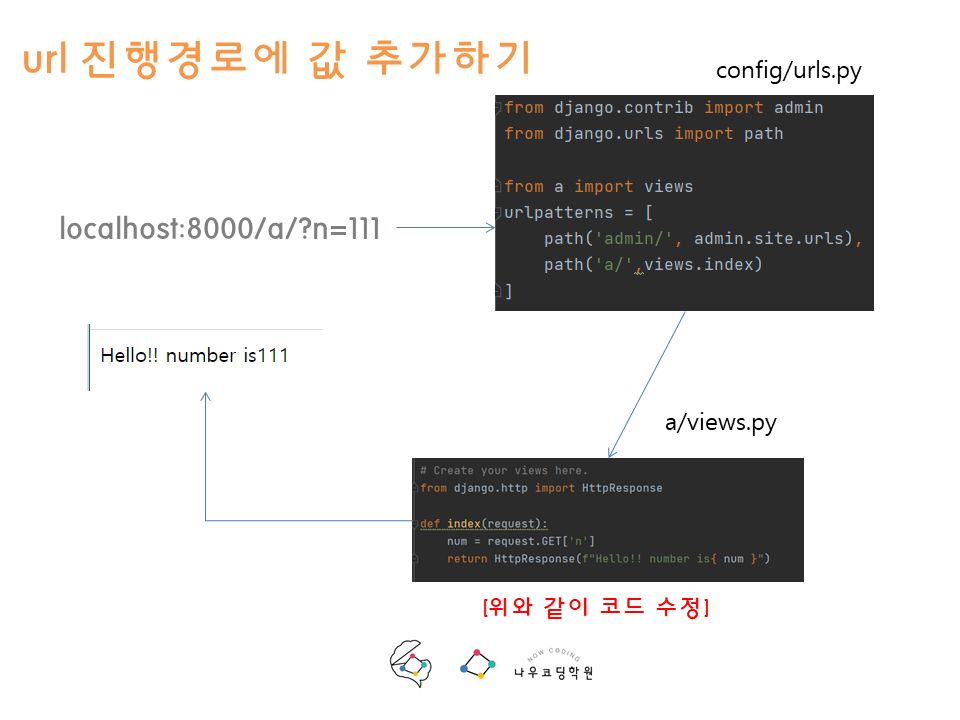 url 진행경로에 값 추가하기
config/urls.py
from django.contrib import admin
from django.urls import path
from a import views
urlpatterns = [
path('admin/', admin.site.urls),
path('a/',views.index)
]
localhost:8000/a/?n=111
Hello!! number is111
a/views.py
# Create your views here.
from django.http import HttpResponse
def index(request):
num = request.GET['n']
return HttpResponse(f"Hello!! number is{ num }")
[위와 같이 코드 수정]
NOW CODING
나우코딩학원